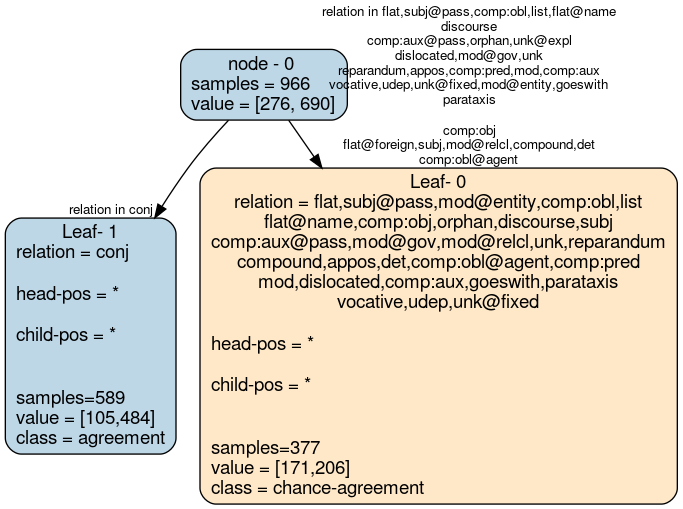 relation in flat,subj@pass,comp:obl,list,flat@name
discourse
comp:aux@pass,orphan,unk@expl
dislocated,mod@gov,unk
reparandum,appos,comp:pred,mod,comp:aux
vocative,udep,unk@fixed,mod@entity,goeswith
parataxis
comp:obj
flat@foreign,subj,mod@relcl,compound,det
comp:obl@agent
node - 0
samples = 966
value = [276, 690]
relation in conj
Leaf- 1
relation = conj
head-pos = *
child-pos = *
samples=589
value = [105,484]
class = agreement
Leaf- 0
relation = flat,subj@pass,mod@entity,comp:obl,list
flat@name,comp:obj,orphan,discourse,subj
comp:aux@pass,mod@gov,mod@relcl,unk,reparandum
compound,appos,det,comp:obl@agent,comp:pred
mod,dislocated,comp:aux,goeswith,parataxis
vocative,udep,unk@fixed
head-pos = *
child-pos = *
samples=377
value = [171,206]
class = chance-agreement